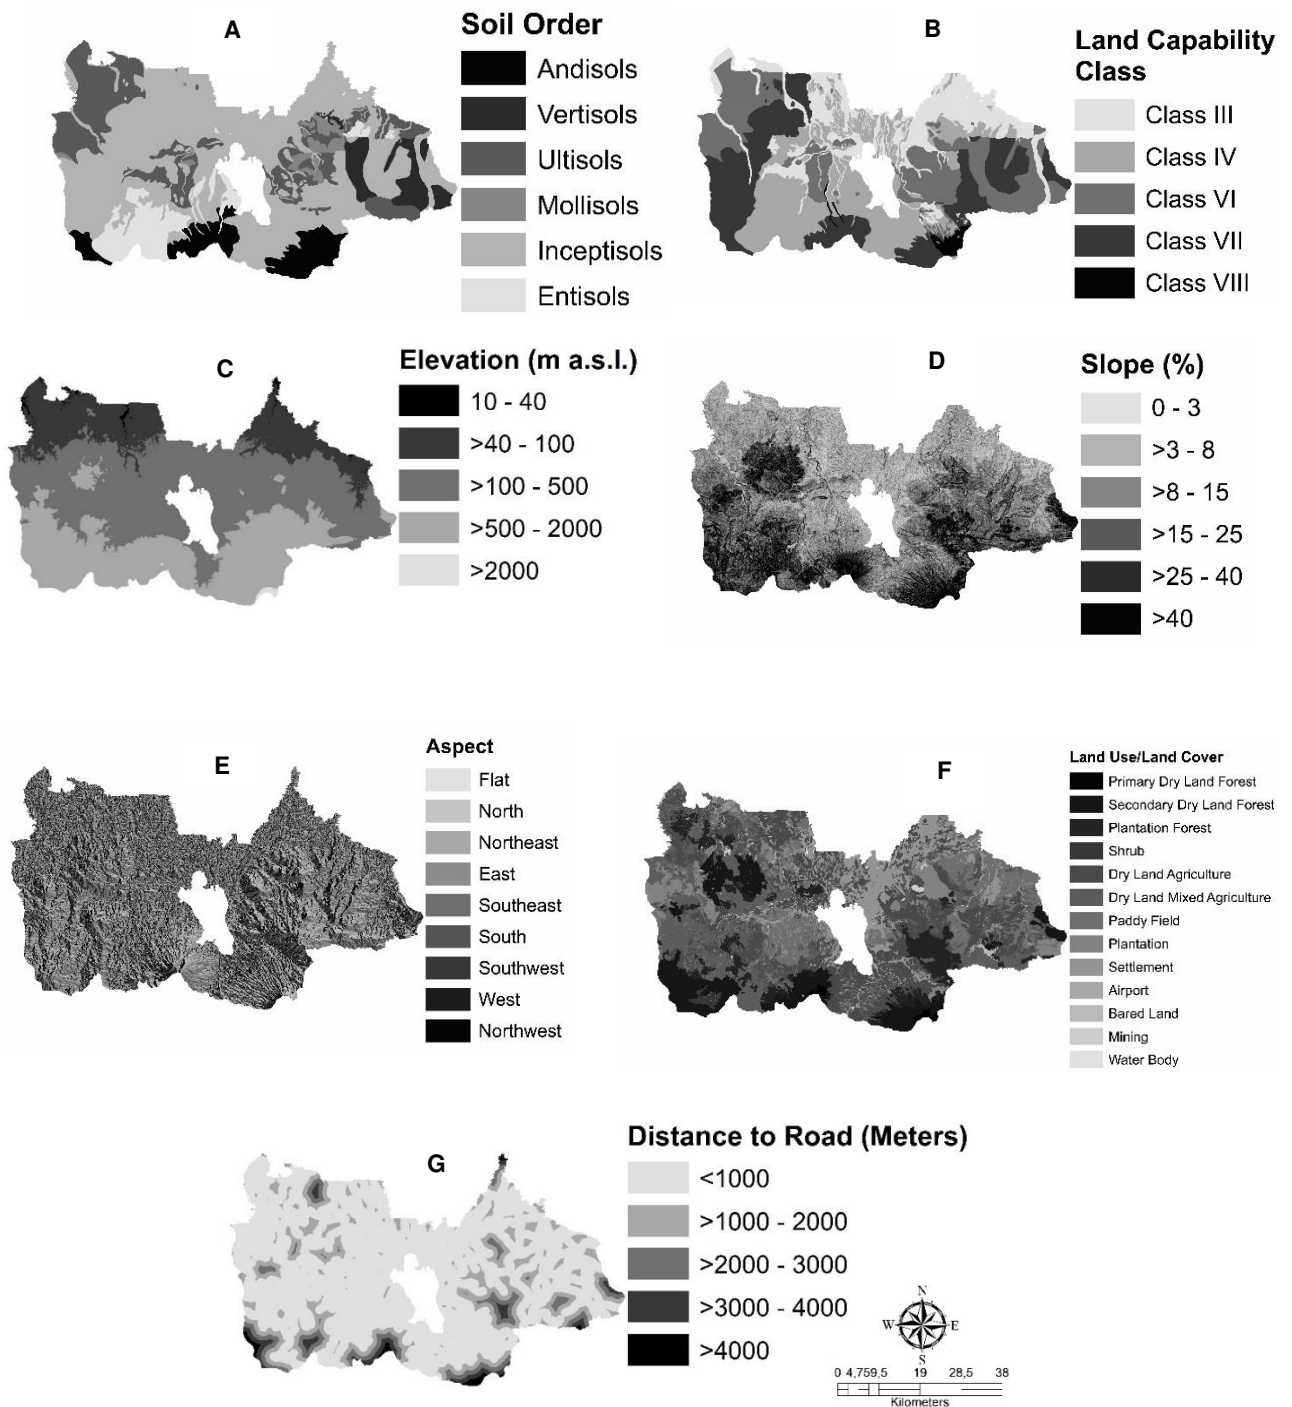 A
Soil Order
Andisols
Vertisols
Ultisols
Mollisols
Inceptisols
Entisols
B
Land Capability
Class
Class III
Class IV
Class VI
Class VII
Class VIII
C
Elevation (m a.s.l.)
10 - 40
>40 - 100
>100 - 500
>500 - 2000
>2000
D
Slope (%)
0 - 3
>3 - 8
>8 - 15
>15 - 25
>25 - 40
>40
E
Aspect
Flat
North
Northeast
East
Southeast
South
Southwest
West
Northwest
F
Land Use/Land Cover
Primary Dry Land Forest
Secondary Dry Land Forest
Plantation Forest
Shrub
Dry Land Agriculture
Dry Land Mixed Agriculture
Paddy Field
Plantation
Settlement
Airport
Bared Land
Mining
Water Body
G
Distance to Road (Meters)
<1000
>1000 - 2000
>2000 - 3000
>3000 - 4000
>4000
N
W E
S
0 4,759,5 19 28,5 38
Kilometers